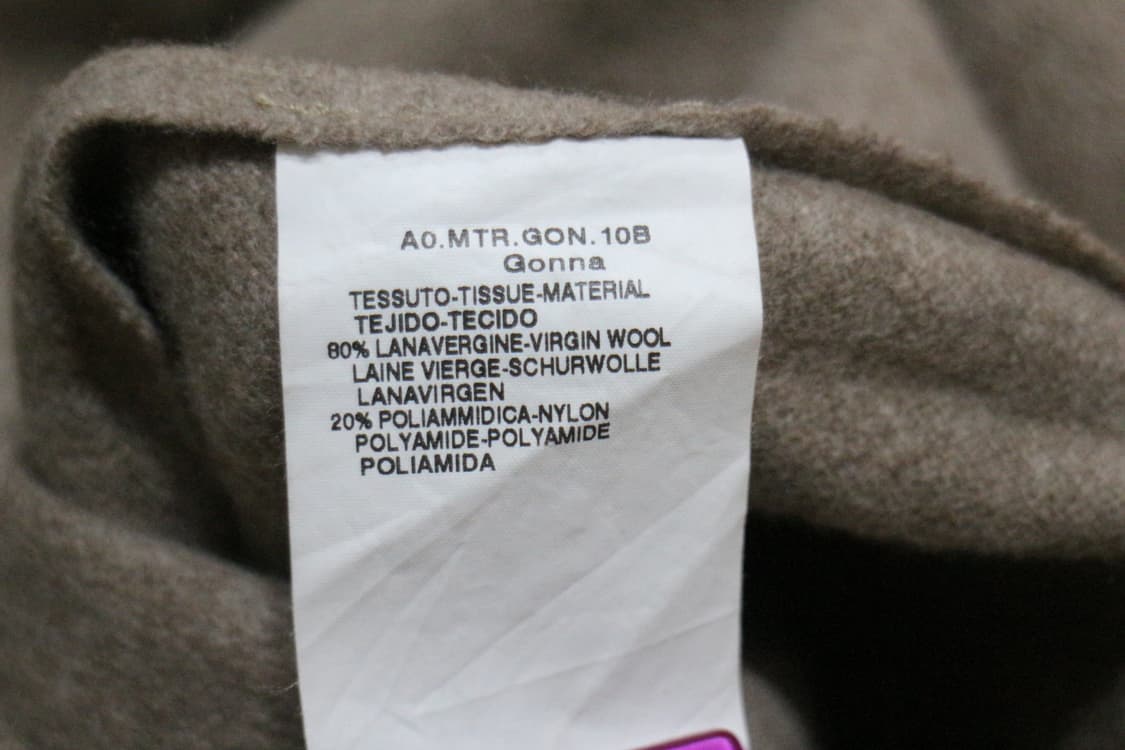 A0.MTR.GON.10B
Gonna
TESSUTO-TISSUE-MATERIAL
TEJIDO-TECIDO
80% LANAVERGINE-VIRGIN WOOL
LAINE VIERGE-SCHURWOLLE
LANAVIRGEN
20% POLIAMMIDICA-NYLON
POLYAMIDE-POLYAMIDE
POLIAMIDA